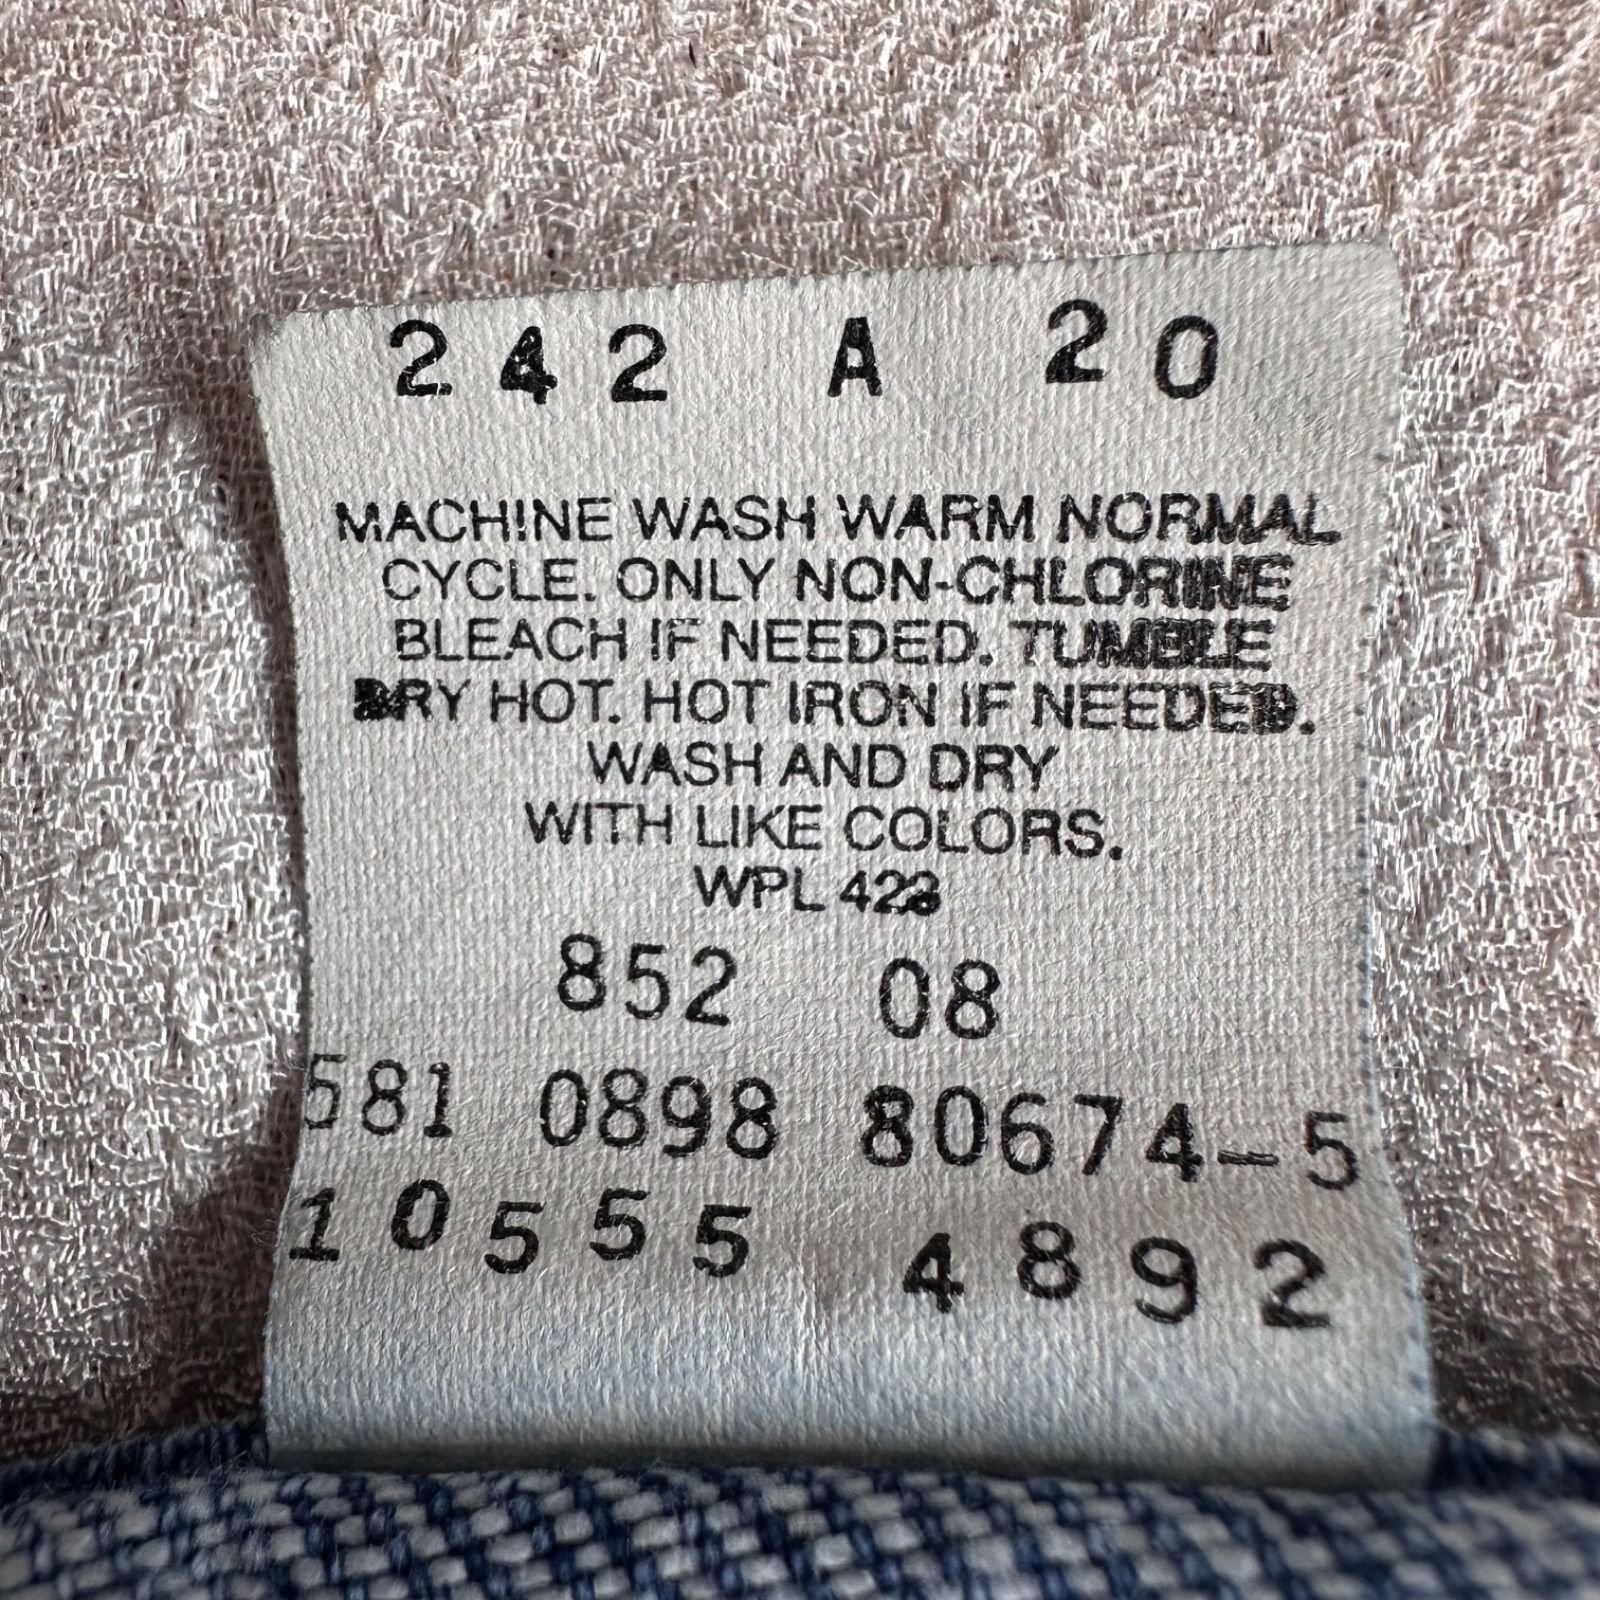 242 A 20
MACHINE WASH WARM NORMAL
CYCLE. ONLY NON-CHLORINE
BLEACH IF NEEDED. TUMBLE
DRY HOT. HOT IRON IF NEEDED.
WASH AND DRY
WITH LIKE COLORS.
WPL 423
852 08
581 0898 80674-5
10555 4892